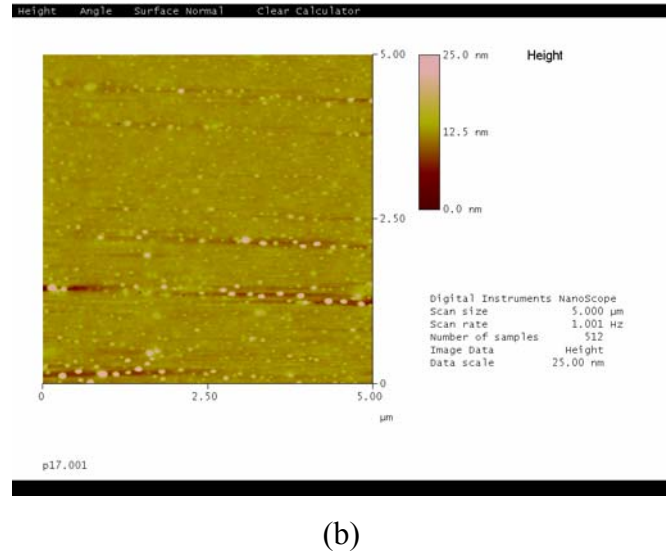 Height Angle Surface Normal Clear Calculator
5.00
2.50
0
0 2.50 5.00
µm
25.0 nm
12.5 nm
0.0 nm
Height
Digital Instruments NanoScope
Scan size 5.000 µm
Scan rate 1.001 Hz
Number of samples 512
Image Data Height
Data scale 25.00 nm
p17.001
(b)